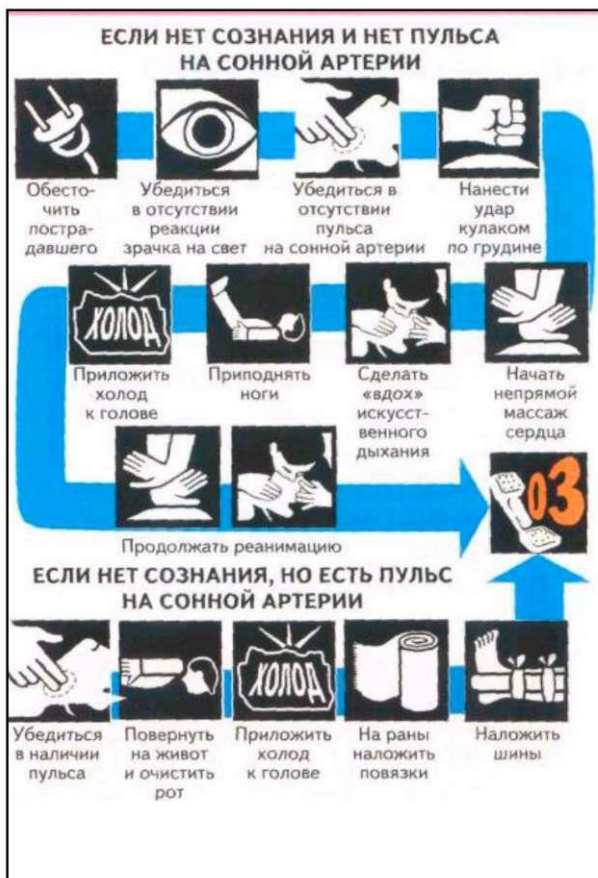 ЕСЛИ НЕТ СОЗНАНИЯ И НЕТ ПУЛЬСА
НА СОННОЙ АРТЕРИИ
Обесто-
чить
постра-
давшего
Убедиться
в отсутствии
реакции
зрачка на свет
Убедиться в
отсутствии
пульса
на сонной артерии
Нанести
удар
кулаком
по грудине
ХОЛОД
Приложить
холод
к голове
Приподнять
ноги
Сделать
«вдох»
искусст-
венного
дыхания
Начать
непрямой
массаж
сердца
03
Продолжать реанимацию
ЕСЛИ НЕТ СОЗНАНИЯ, НО ЕСТЬ ПУЛЬС
НА СОННОЙ АРТЕРИИ
Убедиться
в наличии
пульса
Повернуть
на живот
и очистить
рот
ХОЛОД
Приложить
холод
к голове
На раны
наложить
повязки
Наложить
шины